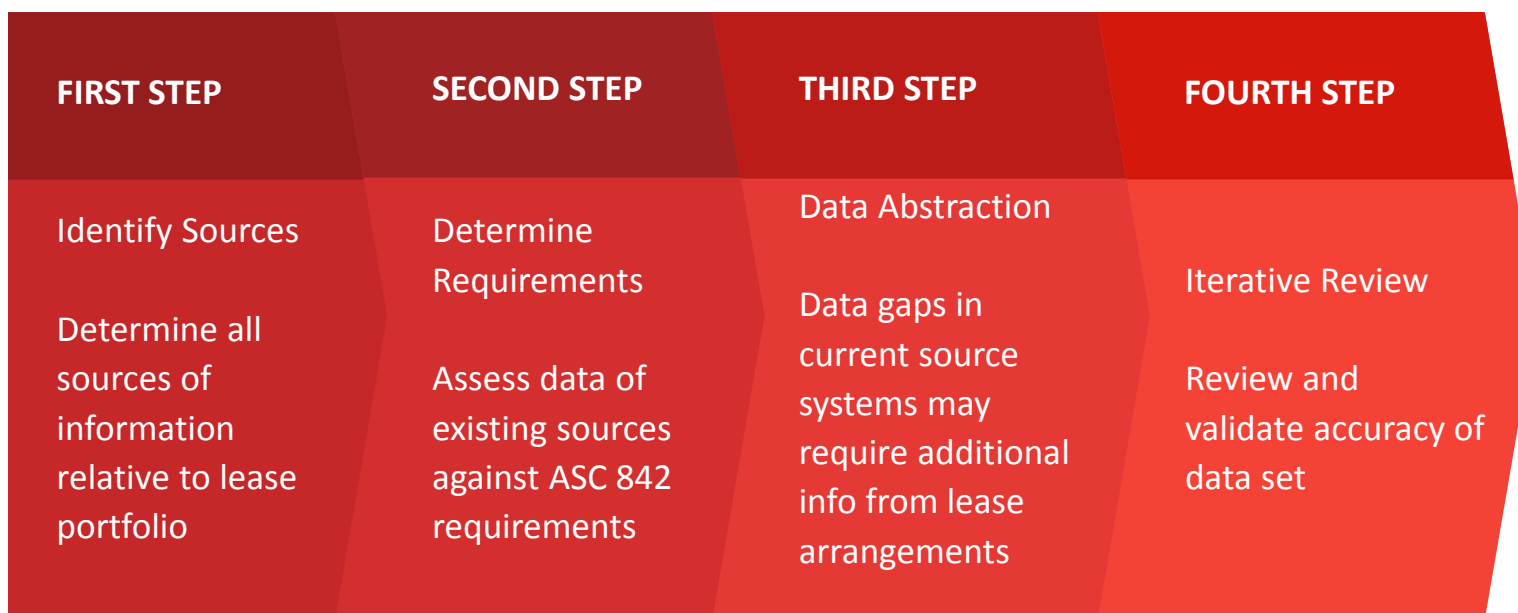 FIRST STEP
Identify Sources
Determine all
sources of
information
relative to lease
portfolio
SECOND STEP
Determine
Requirements
Assess data of
existing sources
against ASC 842
requirements
THIRD STEP
Data Abstraction
Data gaps in
current source
systems may
require additional
info from lease
arrangements
FOURTH STEP
Iterative Review
Review and
validate accuracy of
data set